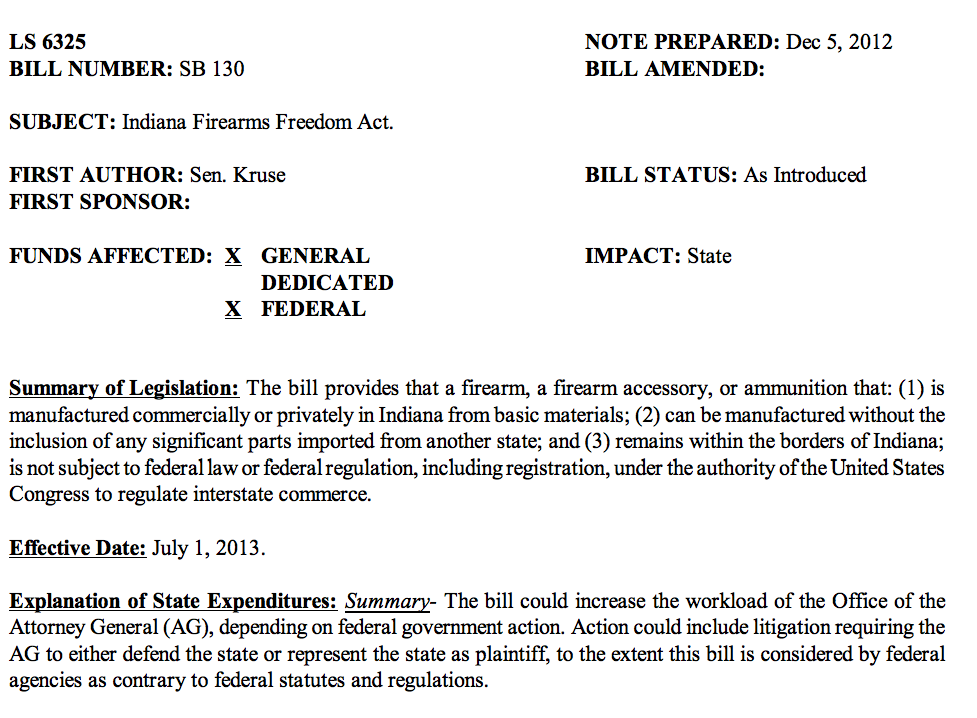 LS 6325 NOTE PREPARED: Dec 5, 2012
BILL NUMBER: SB 130 BILL AMENDED:
SUBJECT: Indiana Firearms Freedom Act.
FIRST AUTHOR: Sen. Kruse BILL STATUS: As Introduced
FIRST SPONSOR:
FUNDS AFFECTED: X GENERAL IMPACT: State
DEDICATED
X FEDERAL
Summary of Legislation: The bill provides that a firearm, a firearm accessory, or ammunition that: (1) is
manufactured commercially or privately in Indiana from basic materials; (2) can be manufactured without the
inclusion of any significant parts imported from another state; and (3) remains within the borders of Indiana;
is not subject to federal law or federal regulation, including registration, under the authority of the United States
Congress to regulate interstate commerce.
Effective Date: July 1, 2013.
Explanation of State Expenditures: Summary- The bill could increase the workload of the Office of the
Attorney General (AG), depending on federal government action. Action could include litigation requiring the
AG to either defend the state or represent the state as plaintiff, to the extent this bill is considered by federal
agencies as contrary to federal statutes and regulations.